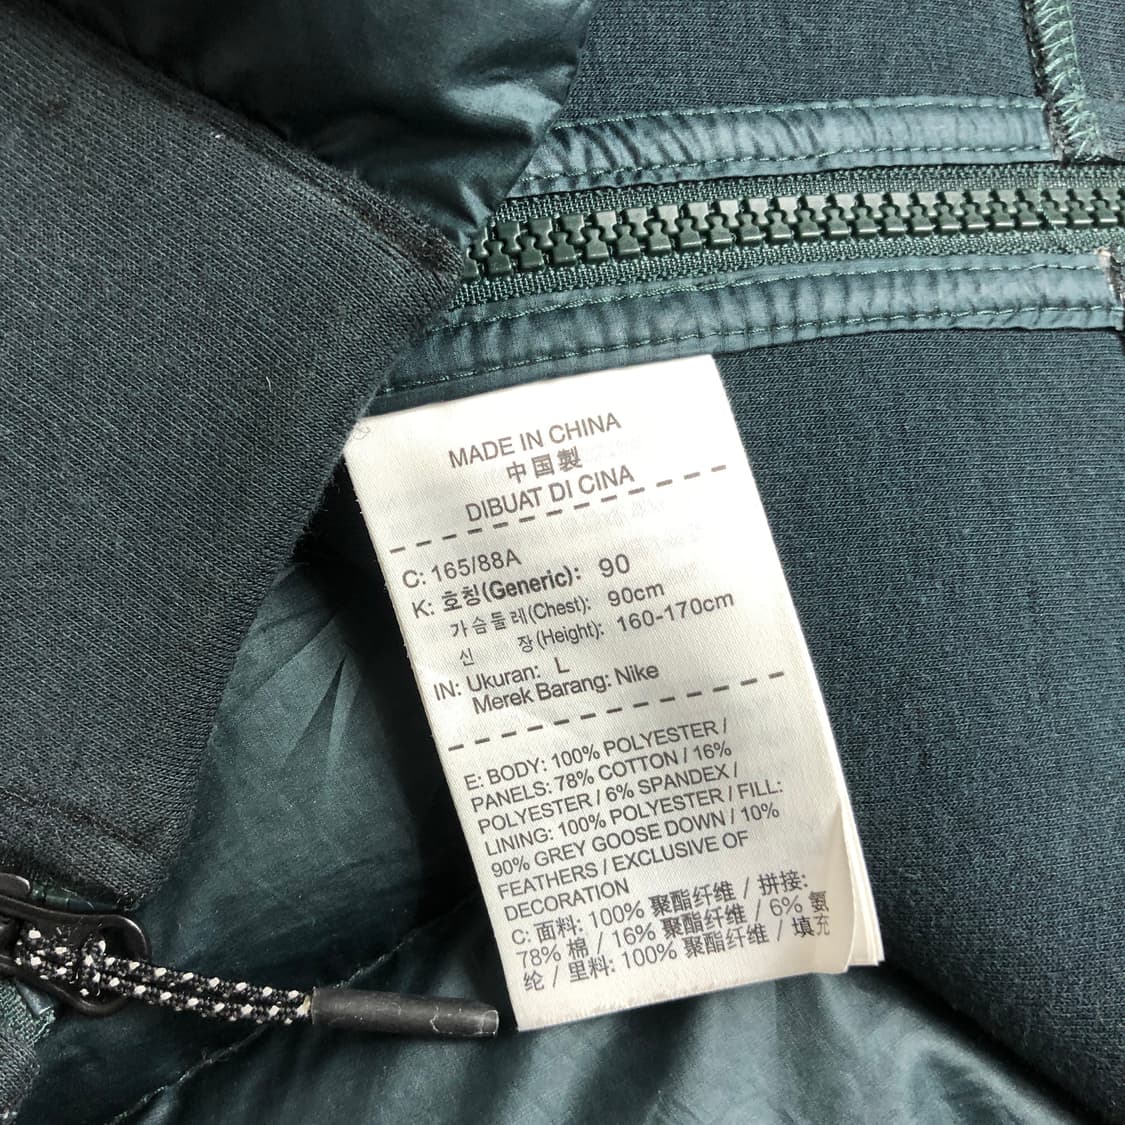 MADE IN CHINA
中国製
DIBUAT DI CINA
C: 165/88A
K: 호칭(Generic): 90
가슴둘레(Chest): 90cm
신 장(Height): 160-170cm
IN: Ukuran: L
Merek Barang: Nike
E: BODY: 100% POLYESTER /
PANELS: 78% COTTON / 16%
POLYESTER / 6% SPANDEX /
LINING: 100% POLYESTER / FILL:
90% GREY GOOSE DOWN / 10%
FEATHERS / EXCLUSIVE OF
DECORATION
C: 面料: 100% 聚酯纤维 / 拼接:
78% 棉 / 16% 聚酯纤维 / 6% 氨
纶 / 里料: 100% 聚酯纤维 / 填充